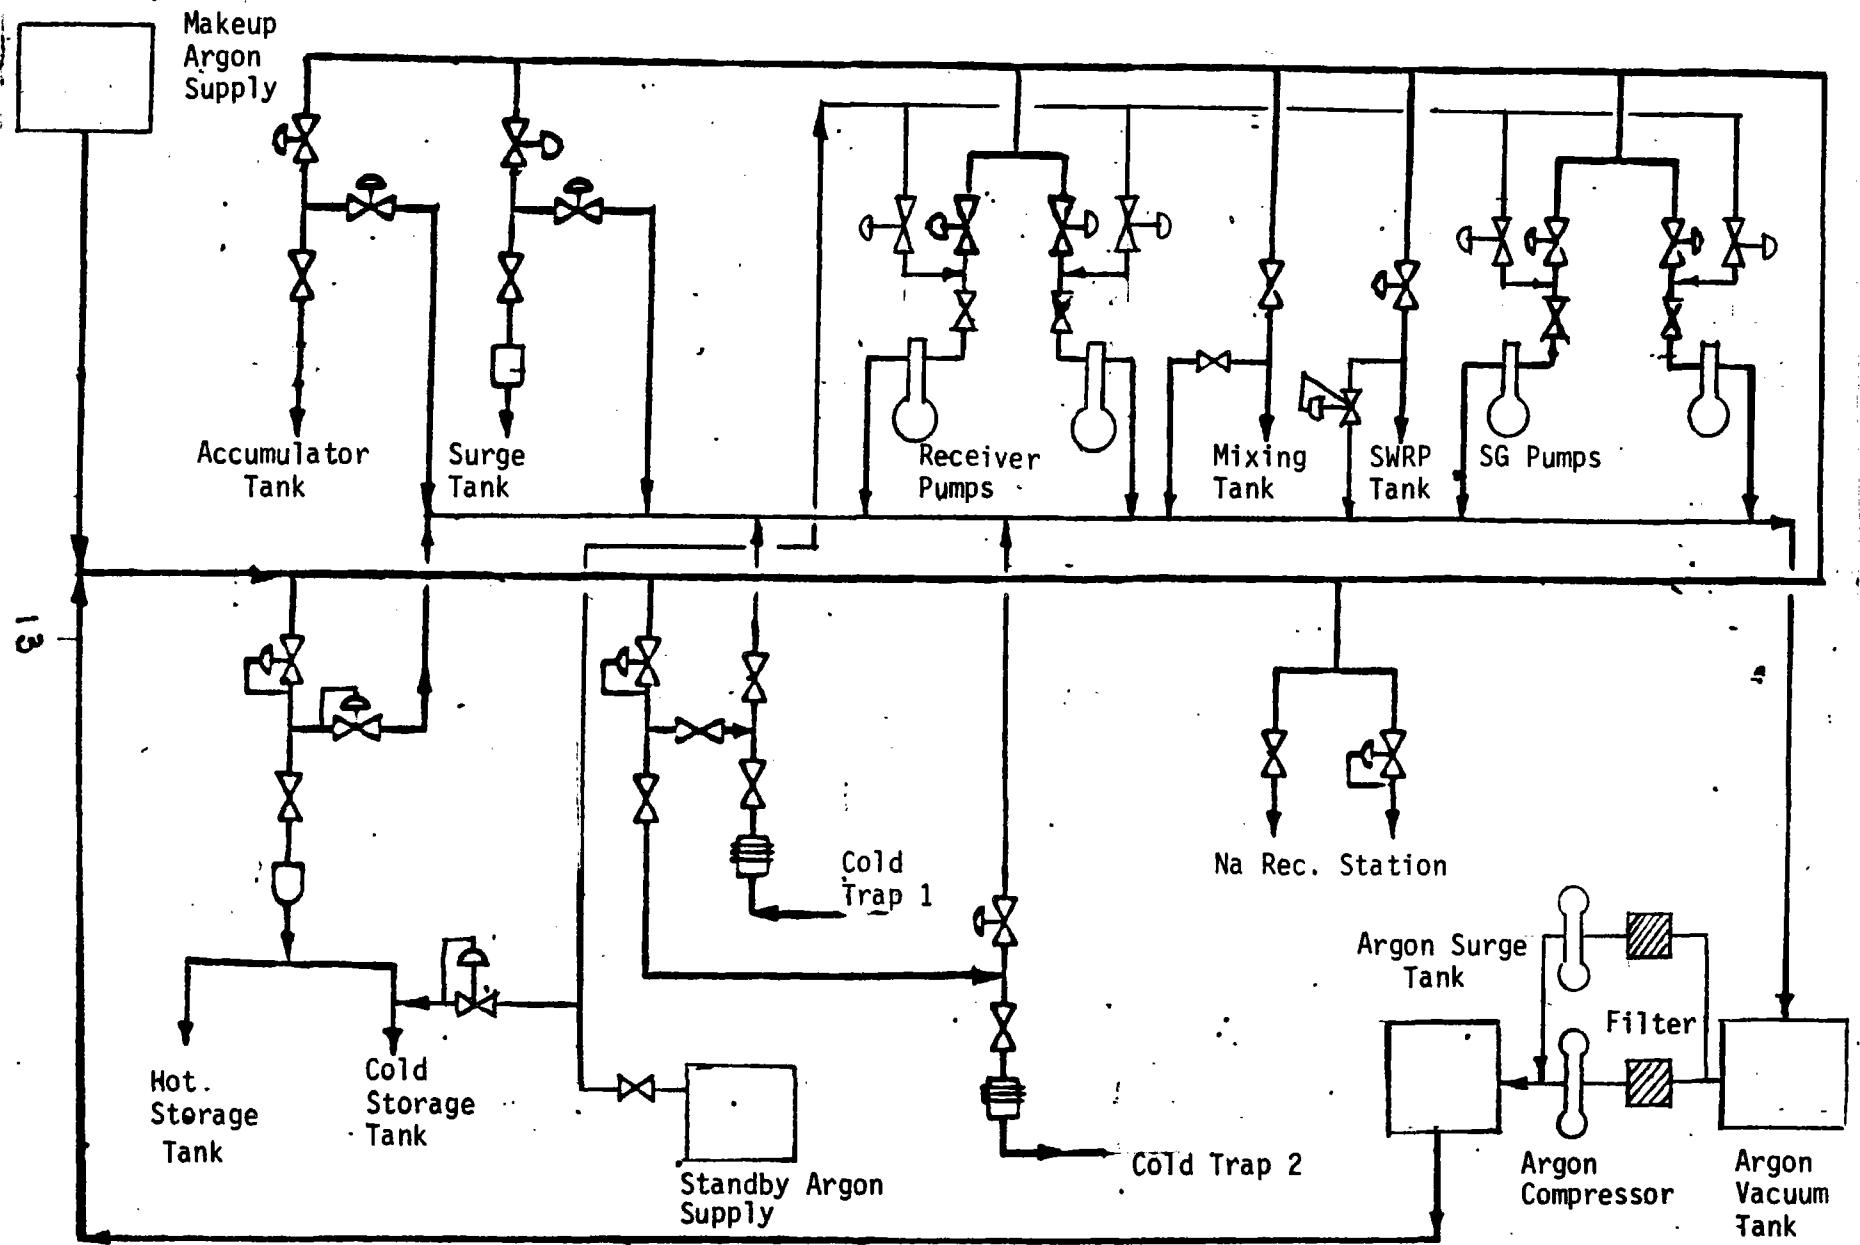 Makeup
Argon
Supply
Accumulator
Tank
Surge
Tank
Receiver
Pumps
Mixing
Tank
SWRP
Tank
SG Pumps
13
Cold
Trap 1
Na Rec. Station
Argon Surge
Tank
Filter
Hot.
Storage
Tank
Cold
Storage
Tank
Standby Argon
Supply
Cold Trap 2
Argon
Compressor
Argon
Vacuum
Tank